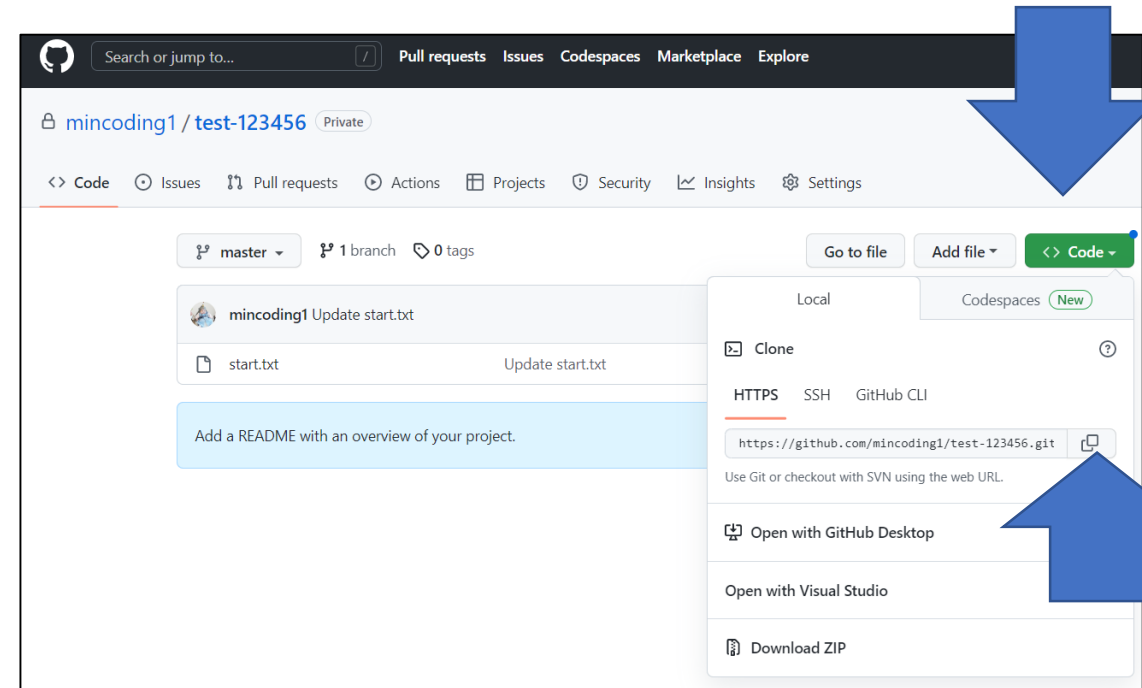 Search or jump to... / Pull requests Issues Codespaces Marketplace Explore
mincoding1 / test-123456 Private
<> Code Issues Pull requests Actions Projects Security Insights Settings
master 1 branch 0 tags Go to file Add file <> Code
mincoding1 Update start.txt
start.txt Update start.txt
Add a README with an overview of your project.
Local Codespaces New
Clone
HTTPS SSH GitHub CLI
https://github.com/mincoding1/test-123456.git
Use Git or checkout with SVN using the web URL.
Open with GitHub Desktop
Open with Visual Studio
Download ZIP